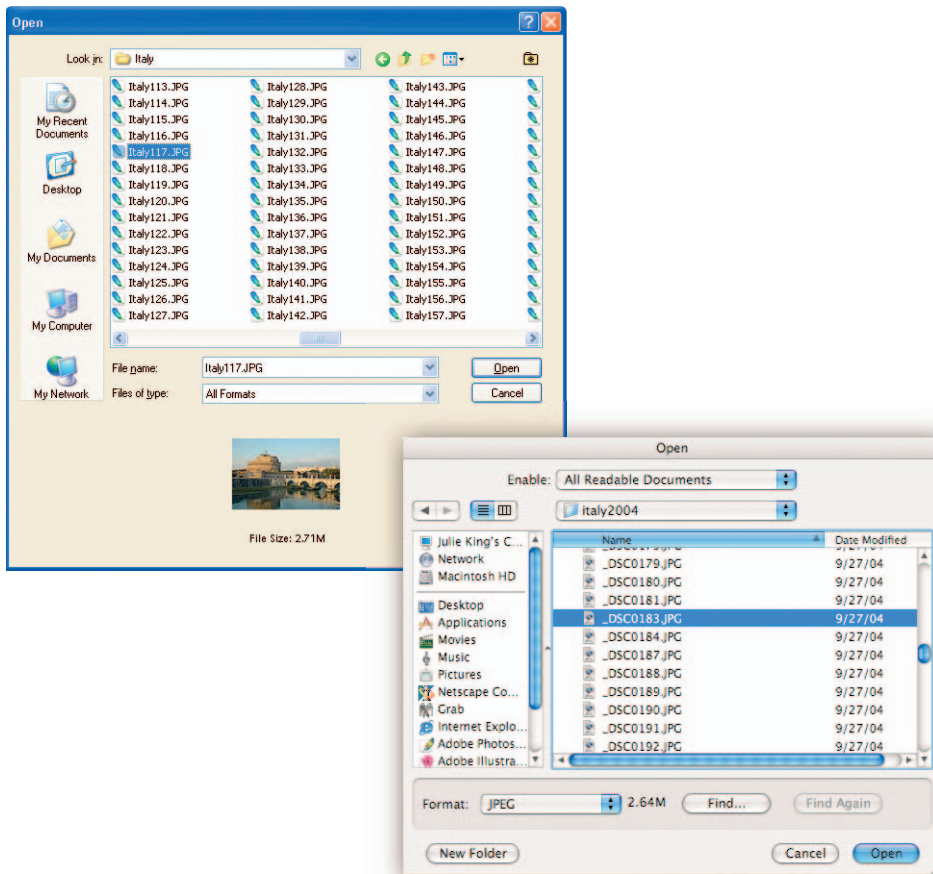 Open
Look in: Italy
My Recent Documents
Desktop
My Documents
My Computer
My Network
Italy113.JPG Italy128.JPG Italy143.JPG
Italy114.JPG Italy129.JPG Italy144.JPG
Italy115.JPG Italy130.JPG Italy145.JPG
Italy116.JPG Italy131.JPG Italy146.JPG
Italy117.JPG Italy132.JPG Italy147.JPG
Italy118.JPG Italy133.JPG Italy148.JPG
Italy119.JPG Italy134.JPG Italy149.JPG
Italy120.JPG Italy135.JPG Italy150.JPG
Italy121.JPG Italy136.JPG Italy151.JPG
Italy122.JPG Italy137.JPG Italy152.JPG
Italy123.JPG Italy138.JPG Italy153.JPG
Italy124.JPG Italy139.JPG Italy154.JPG
Italy125.JPG Italy140.JPG Italy155.JPG
Italy126.JPG Italy141.JPG Italy156.JPG
Italy127.JPG Italy142.JPG Italy157.JPG
File name: Italy117.JPG Open
Files of type: All Formats Cancel
File Size: 2.71M
Open
Enable: All Readable Documents
italy2004
Julie King's C...
Network
Macintosh HD
Desktop
Applications
Movies
Music
Pictures
Netscape Co...
Grab
Internet Explo...
Adobe Photos...
Adobe Illustra...
Name Date Modified
_DSC0179.JPG 9/27/04
_DSC0180.JPG 9/27/04
_DSC0181.JPG 9/27/04
_DSC0183.JPG 9/27/04
_DSC0184.JPG 9/27/04
_DSC0187.JPG 9/27/04
_DSC0188.JPG 9/27/04
_DSC0189.JPG 9/27/04
_DSC0190.JPG 9/27/04
_DSC0191.JPG 9/27/04
_DSC0192.JPG 9/27/04
Format: JPEG 2.64M Find... Find Again
New Folder Cancel Open